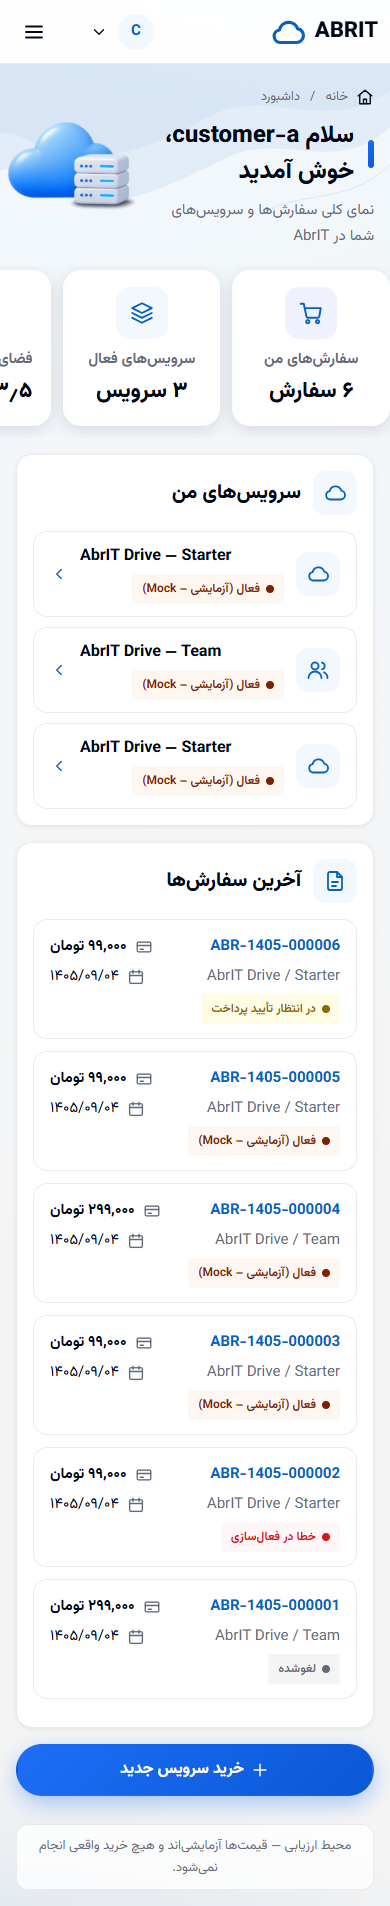 ABRIT
C
خانه / داشبورد
سلام customer-a،
خوش آمدید
نمای کلی سفارش‌ها و سرویس‌های
شما در AbrIT
سفارش‌های من
۶ سفارش
سرویس‌های فعال
۳ سرویس
فضای
۳٫۵
سرویس‌های من
AbrIT Drive — Starter
فعال (آزمایشی – Mock)
AbrIT Drive — Team
فعال (آزمایشی – Mock)
AbrIT Drive — Starter
فعال (آزمایشی – Mock)
آخرین سفارش‌ها
ABR-1405-000006
۹۹,۰۰۰ تومان
AbrIT Drive / Starter
۱۴۰۵/۰۹/۰۴
در انتظار تأیید پرداخت
ABR-1405-000005
۹۹,۰۰۰ تومان
AbrIT Drive / Starter
۱۴۰۵/۰۹/۰۴
فعال (آزمایشی – Mock)
ABR-1405-000004
۲۹۹,۰۰۰ تومان
AbrIT Drive / Team
۱۴۰۵/۰۹/۰۴
فعال (آزمایشی – Mock)
ABR-1405-000003
۹۹,۰۰۰ تومان
AbrIT Drive / Starter
۱۴۰۵/۰۹/۰۴
فعال (آزمایشی – Mock)
ABR-1405-000002
۹۹,۰۰۰ تومان
AbrIT Drive / Starter
۱۴۰۵/۰۹/۰۴
خطا در فعال‌سازی
ABR-1405-000001
۲۹۹,۰۰۰ تومان
AbrIT Drive / Team
۱۴۰۵/۰۹/۰۴
لغوشده
خرید سرویس جدید
محیط ارزیابی — قیمت‌ها آزمایشی‌اند و هیچ خرید واقعی انجام
نمی‌شود.